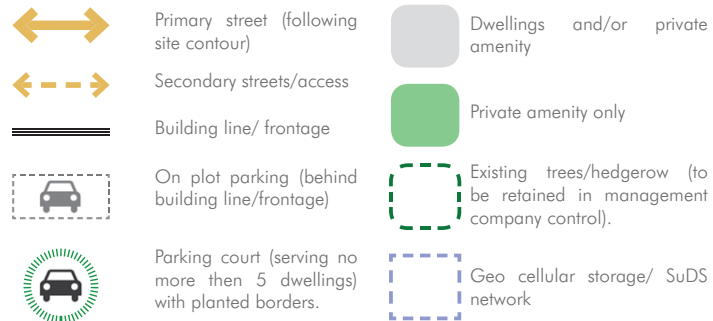 Primary street (following
site contour)
Secondary streets/access
Building line/ frontage
On plot parking (behind
building line/frontage)
Parking court (serving no
more then 5 dwellings)
with planted borders.
Dwellings and/or private
amenity
Private amenity only
Existing trees/hedgerow (to
be retained in management
company control).
Geo cellular storage/ SuDS
network